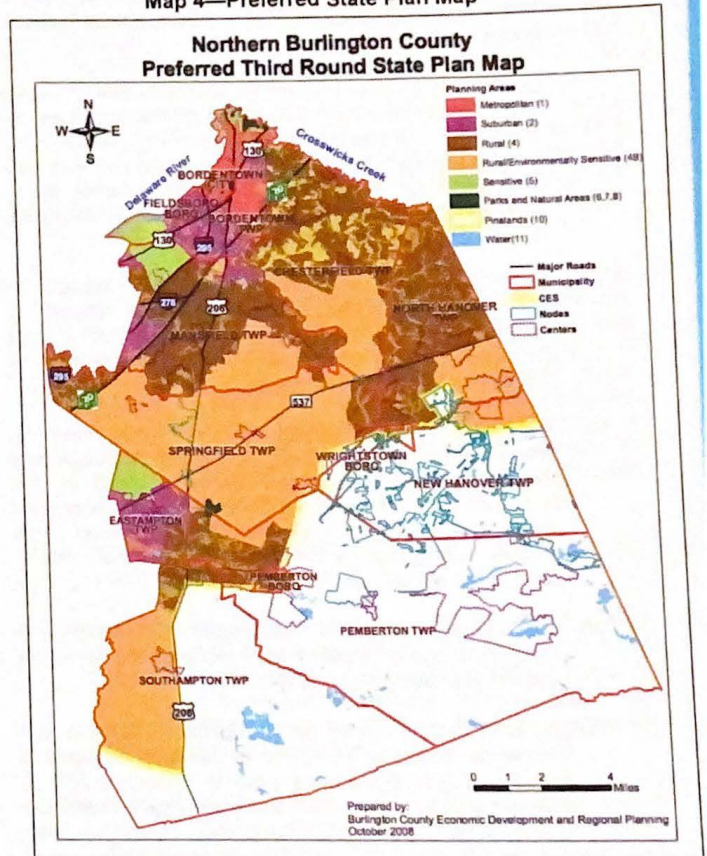 Map 4—Preferred State Plan Map
Northern Burlington County
Preferred Third Round State Plan Map
Planning Areas
Metropolitan (1)
Suburban (2)
Rural (4)
Rural/Environmentally Sensitive (4B)
Sensitive (5)
Parks and Natural Areas (6,7,8)
Pinelands (10)
Water(11)
Major Roads
Municipality
CES
Nodes
Centers
N
W E
S
Delaware River
Crosswicks Creek
130
BORDENTOWN
CITY
FIELDSBORO
BORO
BORDENTOWN
TWP
130
295
CHESTERFIELD TWP
276
206
NORTH HANOVER
TWP
MANSFIELD TWP
295
537
SPRINGFIELD TWP
WRIGHTSTOWN
BORO
NEW HANOVER TWP
EASTAMPTON
TWP
PEMBERTON
BORO
PEMBERTON TWP
SOUTHAMPTON TWP
206
0 1 2 4
Miles
Prepared by:
Burlington County Economic Development and Regional Planning
October 2008